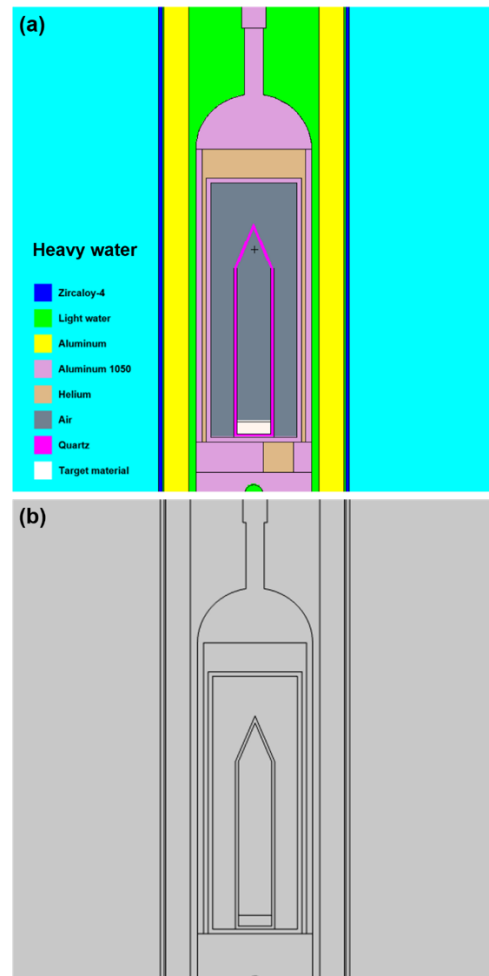 (a)
Heavy water
Zircaloy-4
Light water
Aluminum
Aluminum 1050
Helium
Air
Quartz
Target material
(b)